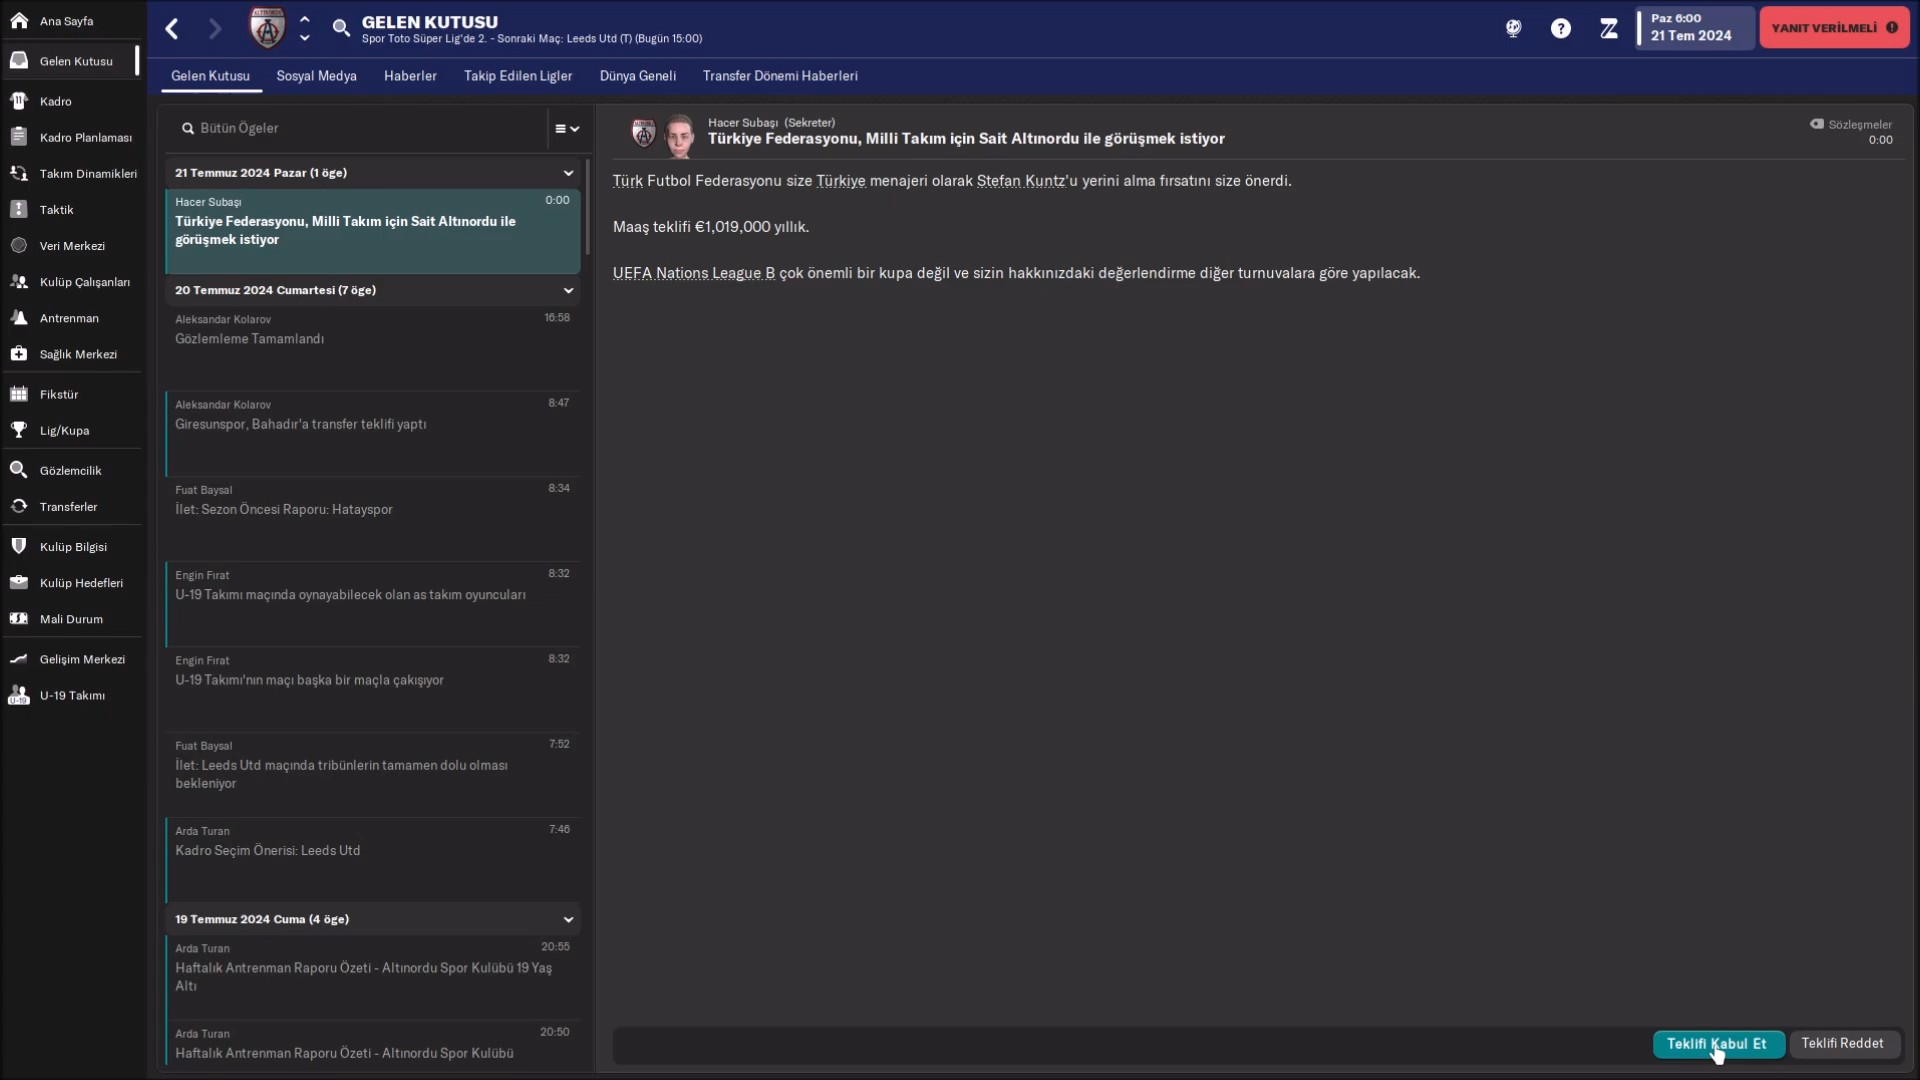 Ana Sayfa
Gelen Kutusu
Kadro
Kadro Planlaması
Takım Dinamikleri
Taktik
Veri Merkezi
Kulüp Çalışanları
Antrenman
Sağlık Merkezi
Fikstür
Lig/Kupa
Gözlemcilik
Transferler
Kulüp Bilgisi
Kulüp Hedefleri
Mali Durum
Gelişim Merkezi
U-19 Takımı
GELEN KUTUSU
Spor Toto Süper Lig'de 2. - Sonraki Maç: Leeds Utd (T) (Bugün 15:00)
Paz 6:00
21 Tem 2024
YANIT VERİLMELİ
Gelen Kutusu
Sosyal Medya
Haberler
Takip Edilen Ligler
Dünya Geneli
Transfer Dönemi Haberleri
Bütün Ögeler
21 Temmuz 2024 Pazar (1 öge)
Hacer Subaşı 0:00
Türkiye Federasyonu, Milli Takım için Sait Altınordu ile
görüşmek istiyor
20 Temmuz 2024 Cumartesi (7 öge)
Aleksandar Kolarov 16:58
Gözlemleme Tamamlandı
Aleksandar Kolarov 8:47
Giresunspor, Bahadır'a transfer teklifi yaptı
Fuat Baysal 8:34
İlet: Sezon Öncesi Raporu: Hatayspor
Engin Fırat 8:32
U-19 Takımı maçında oynayabilecek olan as takım oyuncuları
Engin Fırat 8:32
U-19 Takımı'nın maçı başka bir maçla çakışıyor
Fuat Baysal 7:52
İlet: Leeds Utd maçında tribünlerin tamamen dolu olması
bekleniyor
Arda Turan 7:46
Kadro Seçim Önerisi: Leeds Utd
19 Temmuz 2024 Cuma (4 öge)
Arda Turan 20:55
Haftalık Antrenman Raporu Özeti - Altınordu Spor Kulübü 19 Yaş
Altı
Arda Turan 20:50
Haftalık Antrenman Raporu Özeti - Altınordu Spor Kulübü
Hacer Subaşı (Sekreter)
Türkiye Federasyonu, Milli Takım için Sait Altınordu ile görüşmek istiyor
Sözleşmeler
0:00
Türk Futbol Federasyonu size Türkiye menajeri olarak Stefan Kuntz'u yerini alma fırsatını size önerdi.
Maaş teklifi €1,019,000 yıllık.
UEFA Nations League B çok önemli bir kupa değil ve sizin hakkınızdaki değerlendirme diğer turnuvalara göre yapılacak.
Teklifi Kabul Et
Teklifi Reddet